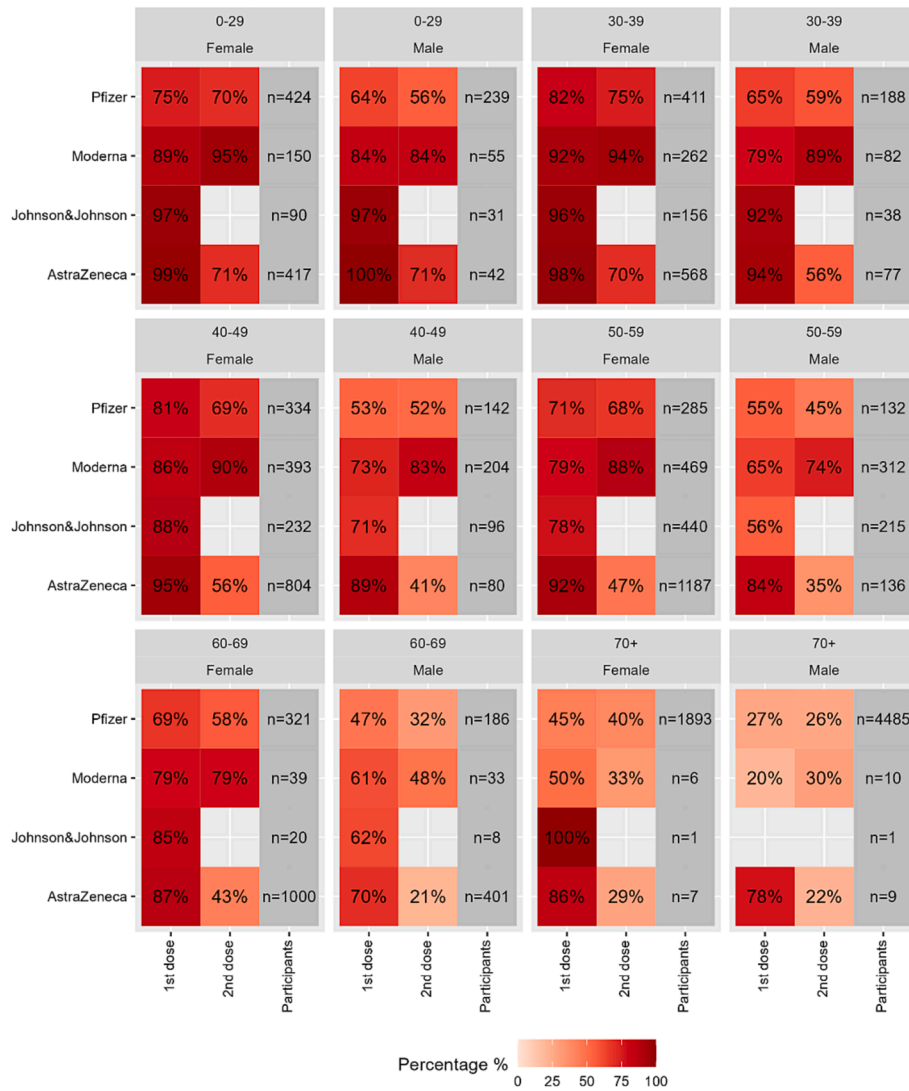 0-29 0-29 30-39 30-39
Female Male Female Male
Pfizer 75% 70% n=424 64% 56% n=239 82% 75% n=411 65% 59% n=188
Moderna 89% 95% n=150 84% 84% n=55 92% 94% n=262 79% 89% n=82
Johnson&Johnson 97% n=90 97% n=31 96% n=156 92% n=38
AstraZeneca 99% 71% n=417 100% 71% n=42 98% 70% n=568 94% 56% n=77
40-49 40-49 50-59 50-59
Female Male Female Male
Pfizer 81% 69% n=334 53% 52% n=142 71% 68% n=285 55% 45% n=132
Moderna 86% 90% n=393 73% 83% n=204 79% 88% n=469 65% 74% n=312
Johnson&Johnson 88% n=232 71% n=96 78% n=440 56% n=215
AstraZeneca 95% 56% n=804 89% 41% n=80 92% 47% n=1187 84% 35% n=136
60-69 60-69 70+ 70+
Female Male Female Male
Pfizer 69% 58% n=321 47% 32% n=186 45% 40% n=1893 27% 26% n=4485
Moderna 79% 79% n=39 61% 48% n=33 50% 33% n=6 20% 30% n=10
Johnson&Johnson 85% n=20 62% n=8 100% n=1 n=1
AstraZeneca 87% 43% n=1000 70% 21% n=401 86% 29% n=7 78% 22% n=9
1st dose 2nd dose Participants 1st dose 2nd dose Participants 1st dose 2nd dose Participants 1st dose 2nd dose Participants
Percentage %
0 25 50 75 100